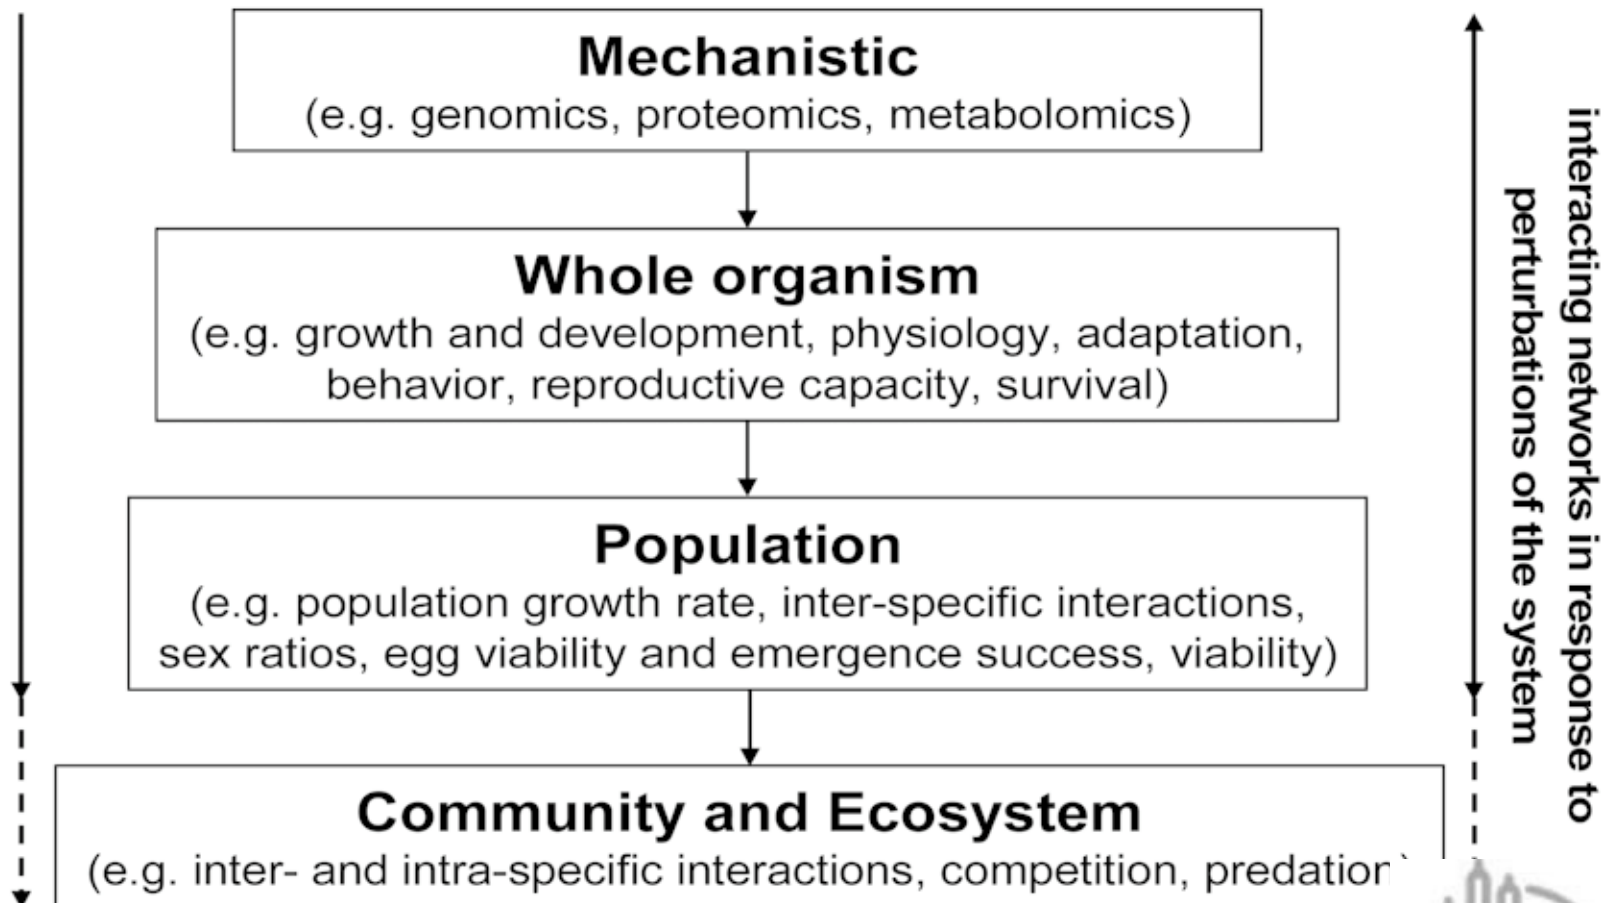 Mechanistic
(e.g. genomics, proteomics, metabolomics)
Whole organism
(e.g. growth and development, physiology, adaptation,
behavior, reproductive capacity, survival)
Population
(e.g. population growth rate, inter-specific interactions,
sex ratios, egg viability and emergence success, viability)
Community and Ecosystem
(e.g. inter- and intra-specific interactions, competition, predation)
interacting networks in response to
perturbations of the system